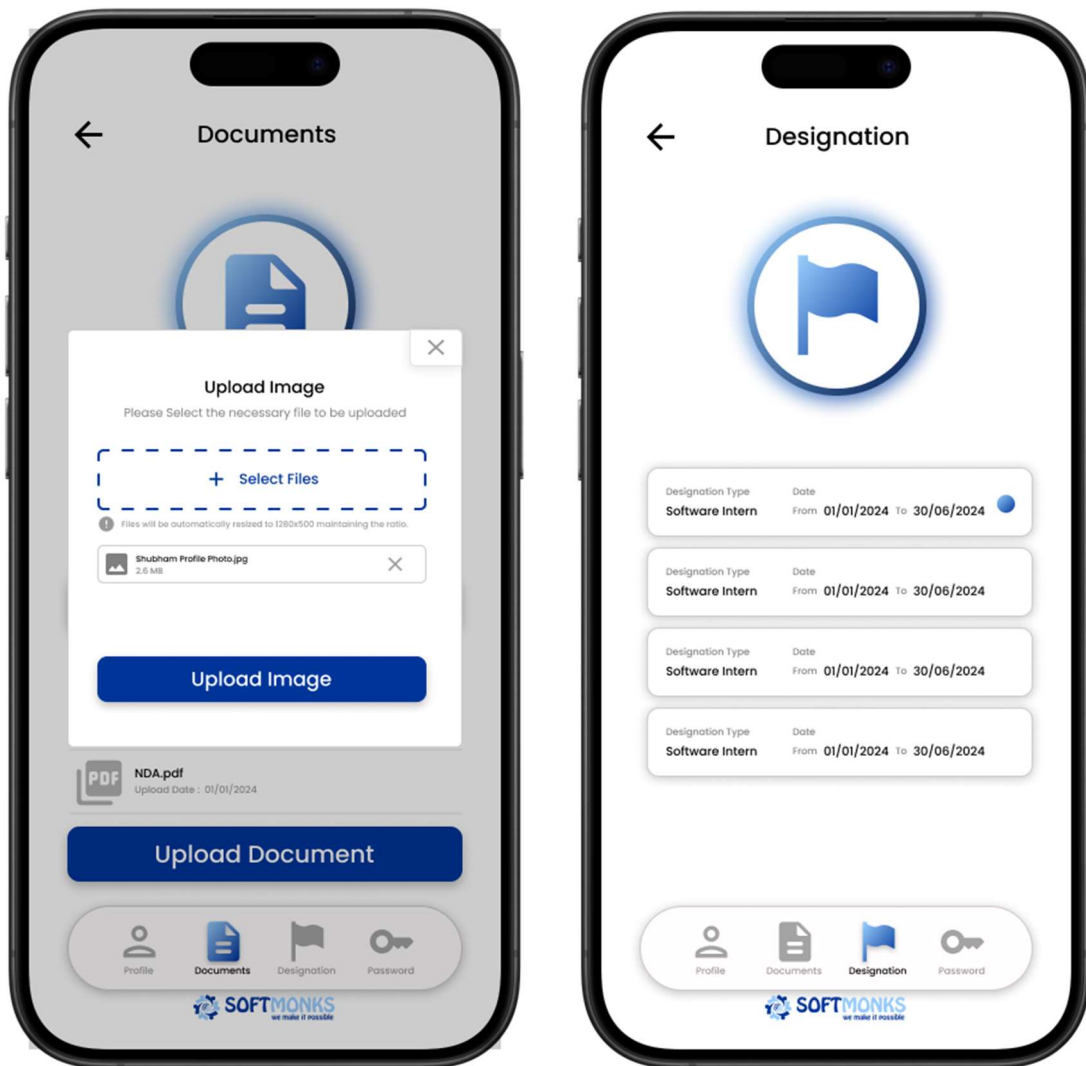 Documents
Upload Image
Please Select the necessary file to be uploaded
+ Select Files
Files will be automatically resized to 1280x500 maintaining the ratio.
Shubham Profile Photo.jpg
2.6 MB
Upload Image
PDF
NDA.pdf
Upload Date : 01/01/2024
Upload Document
Profile
Documents
Designation
Password
SOFTMONKS
we make it possible
Designation
Designation Type Date
Software Intern From 01/01/2024 To 30/06/2024
Designation Type Date
Software Intern From 01/01/2024 To 30/06/2024
Designation Type Date
Software Intern From 01/01/2024 To 30/06/2024
Designation Type Date
Software Intern From 01/01/2024 To 30/06/2024
Profile
Documents
Designation
Password
SOFTMONKS
we make it possible